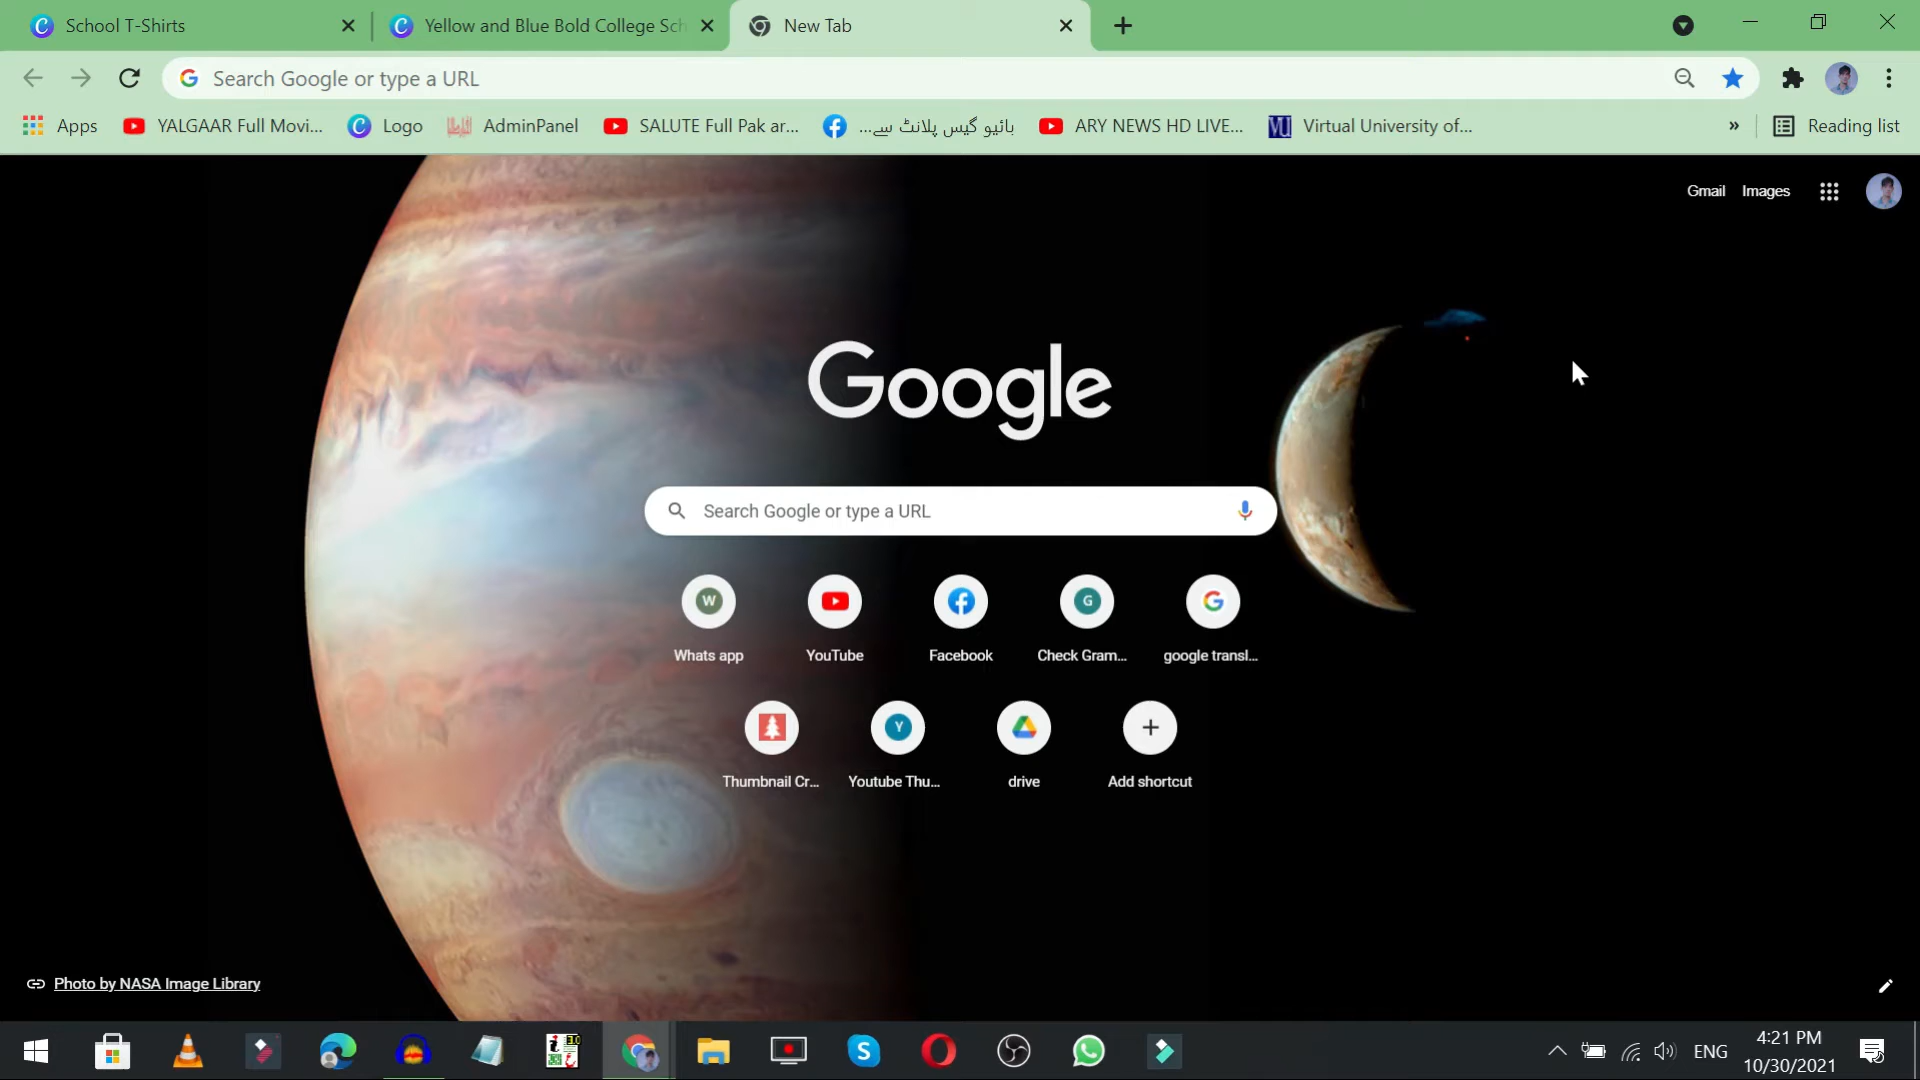 School T-Shirts
Yellow and Blue Bold College Sch
New Tab
Search Google or type a URL
Apps
YALGAAR Full Movi...
Logo
AdminPanel
SALUTE Full Pak ar...
بائیو گیس پلانٹ سے...
ARY NEWS HD LIVE...
Virtual University of...
»
Reading list
Gmail
Images
Google
Search Google or type a URL
W
G
Whats app
YouTube
Facebook
Check Gram...
google transl...
Y
Thumbnail Cr...
Youtube Thu...
drive
Add shortcut
Photo by NASA Image Library
ENG
4:21 PM
10/30/2021